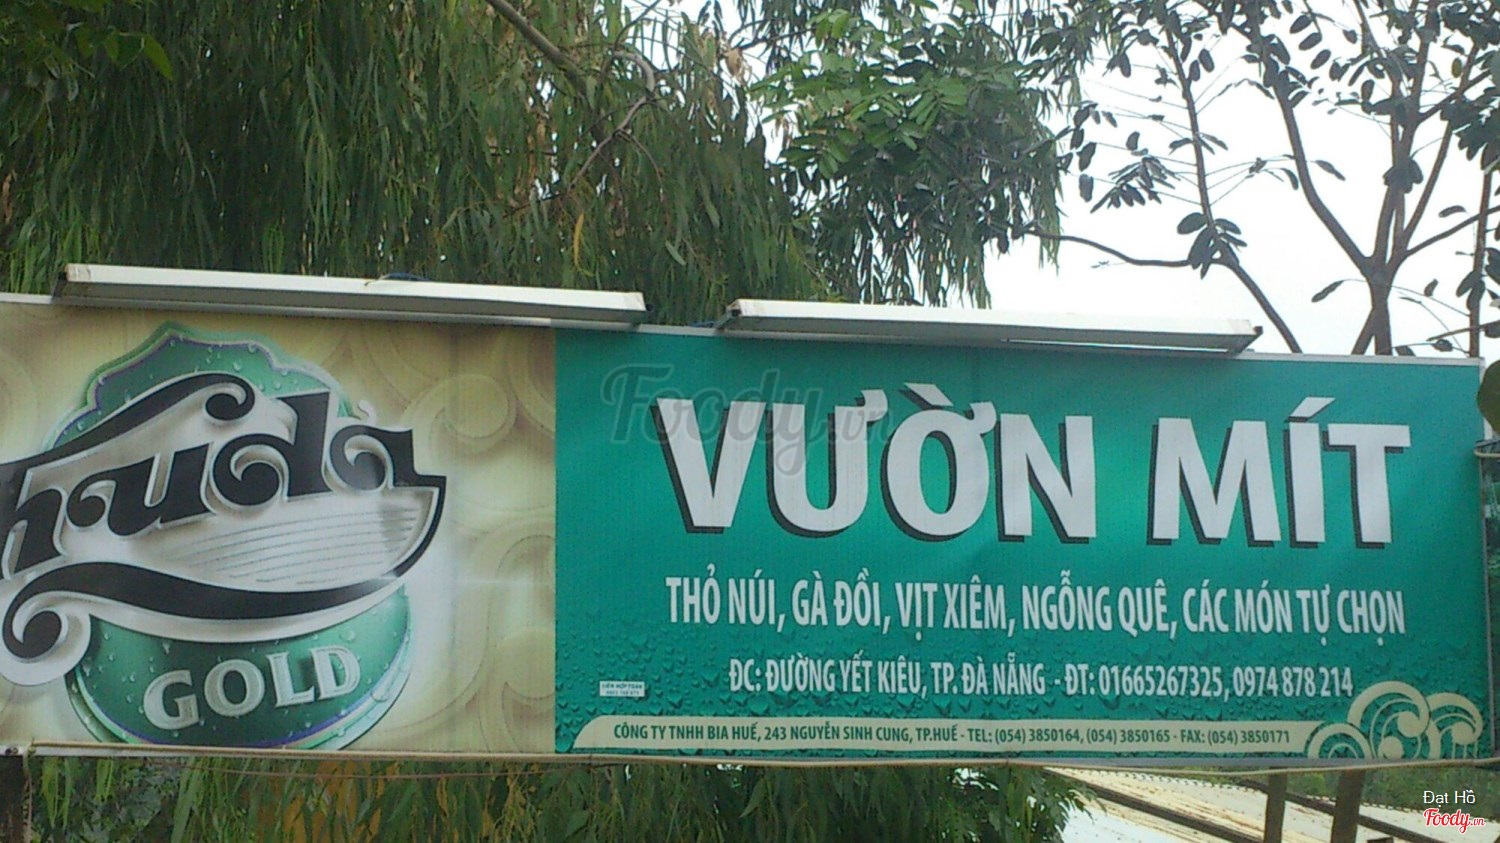 huda
GOLD
Foody.vn
VƯỜN MÍT
THỎ NÚI, GÀ ĐỒI, VỊT XIÊM, NGỖNG QUÊ, CÁC MÓN TỰ CHỌN
ĐC: ĐƯỜNG YẾT KIÊU, TP. ĐÀ NẴNG - ĐT: 01665267325, 0974 878 214
CÔNG TY TNHH BIA HUẾ, 243 NGUYỄN SINH CUNG, TP.HUẾ - TEL: (054) 3850164, (054) 3850165 - FAX: (054) 3850171
Đạt Hồ
Foody.vn